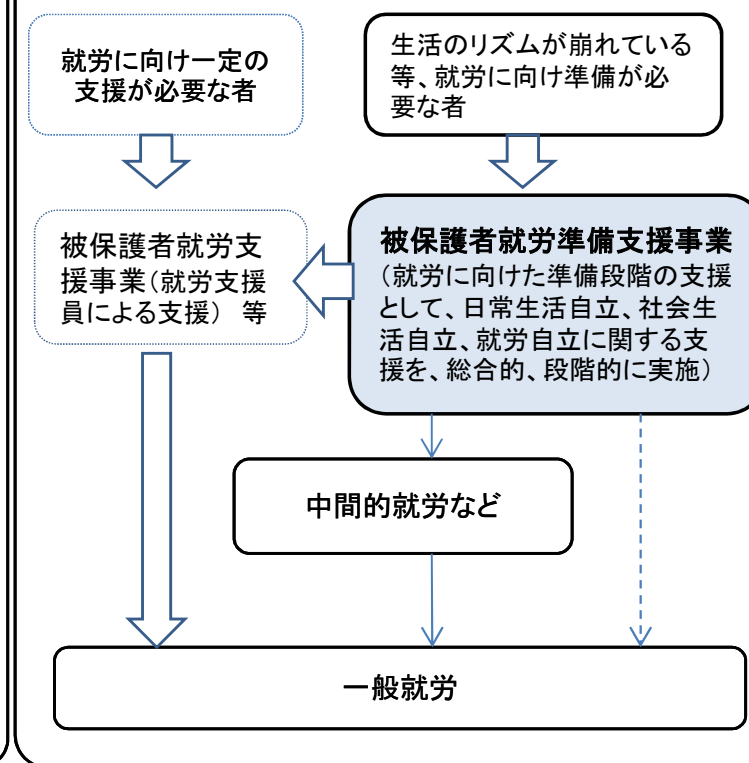 就労に向け一定の
支援が必要な者
生活のリズムが崩れている
等、就労に向け準備が必
要な者
被保護者就労支
援事業（就労支援
員による支援） 等
被保護者就労準備支援事業
（就労に向けた準備段階の支援
として、日常生活自立、社会生
活自立、就労自立に関する支
援を、総合的、段階的に実施）
中間的就労など
一般就労